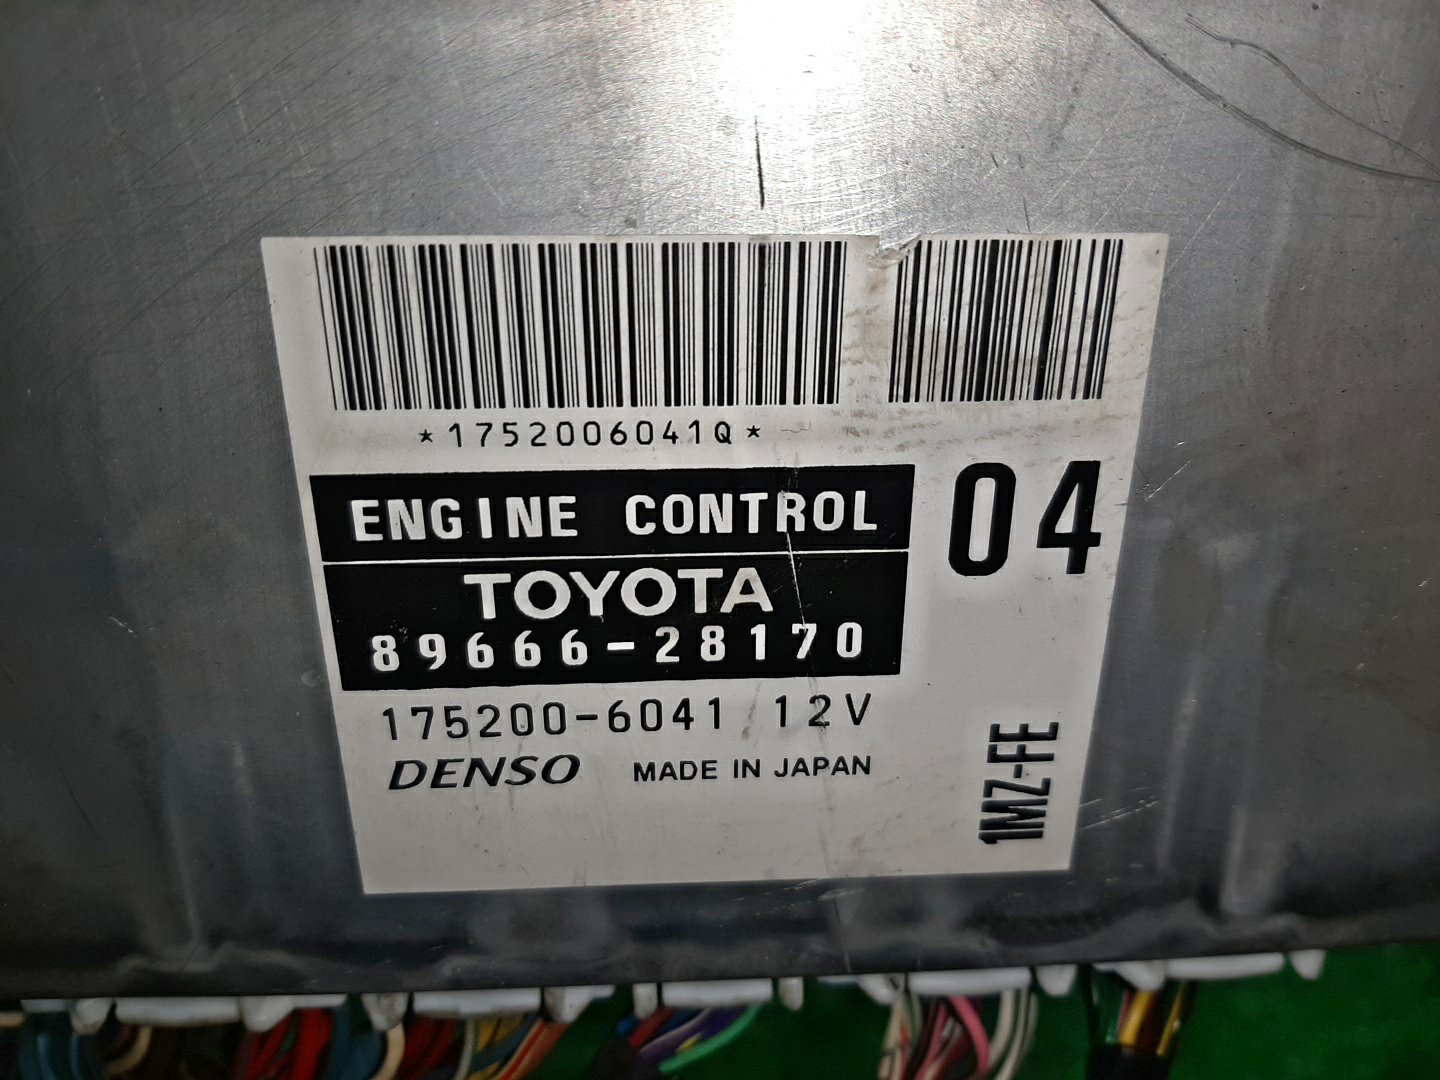 *1752006041Q*
ENGINE CONTROL
04
TOYOTA
89666-28170
175200-6041 12V
DENSO MADE IN JAPAN
1MZ-FE